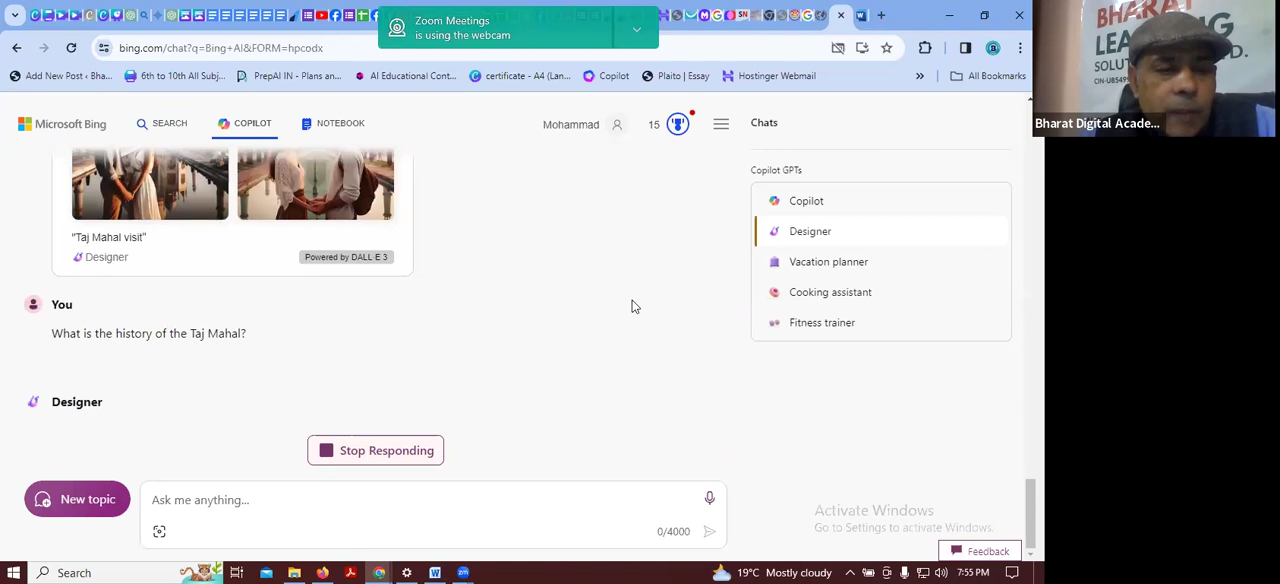 Zoom Meetings
is using the webcam
bing.com/chat?q=Bing+AI&FORM=hpcodx
Add New Post ‹ Bha...
6th to 10th All Subj...
PrepAI IN - Plans an...
AI Educational Cont...
certificate - A4 (Lan...
Copilot
Plaito | Essay
Hostinger Webmail
»
All Bookmarks
Microsoft Bing
SEARCH
COPILOT
NOTEBOOK
Mohammad
15
Chats
"Taj Mahal visit"
Designer
Powered by DALL·E 3
You
What is the history of the Taj Mahal?
Designer
Stop Responding
New topic
Ask me anything...
0/4000
Copilot GPTs
Copilot
Designer
Vacation planner
Cooking assistant
Fitness trainer
Activate Windows
Go to Settings to activate Windows.
Feedback
BHARA
LEA
SOLUT
TD.
Bharat Digital Acade...
Search
19°C Mostly cloudy
7:55 PM